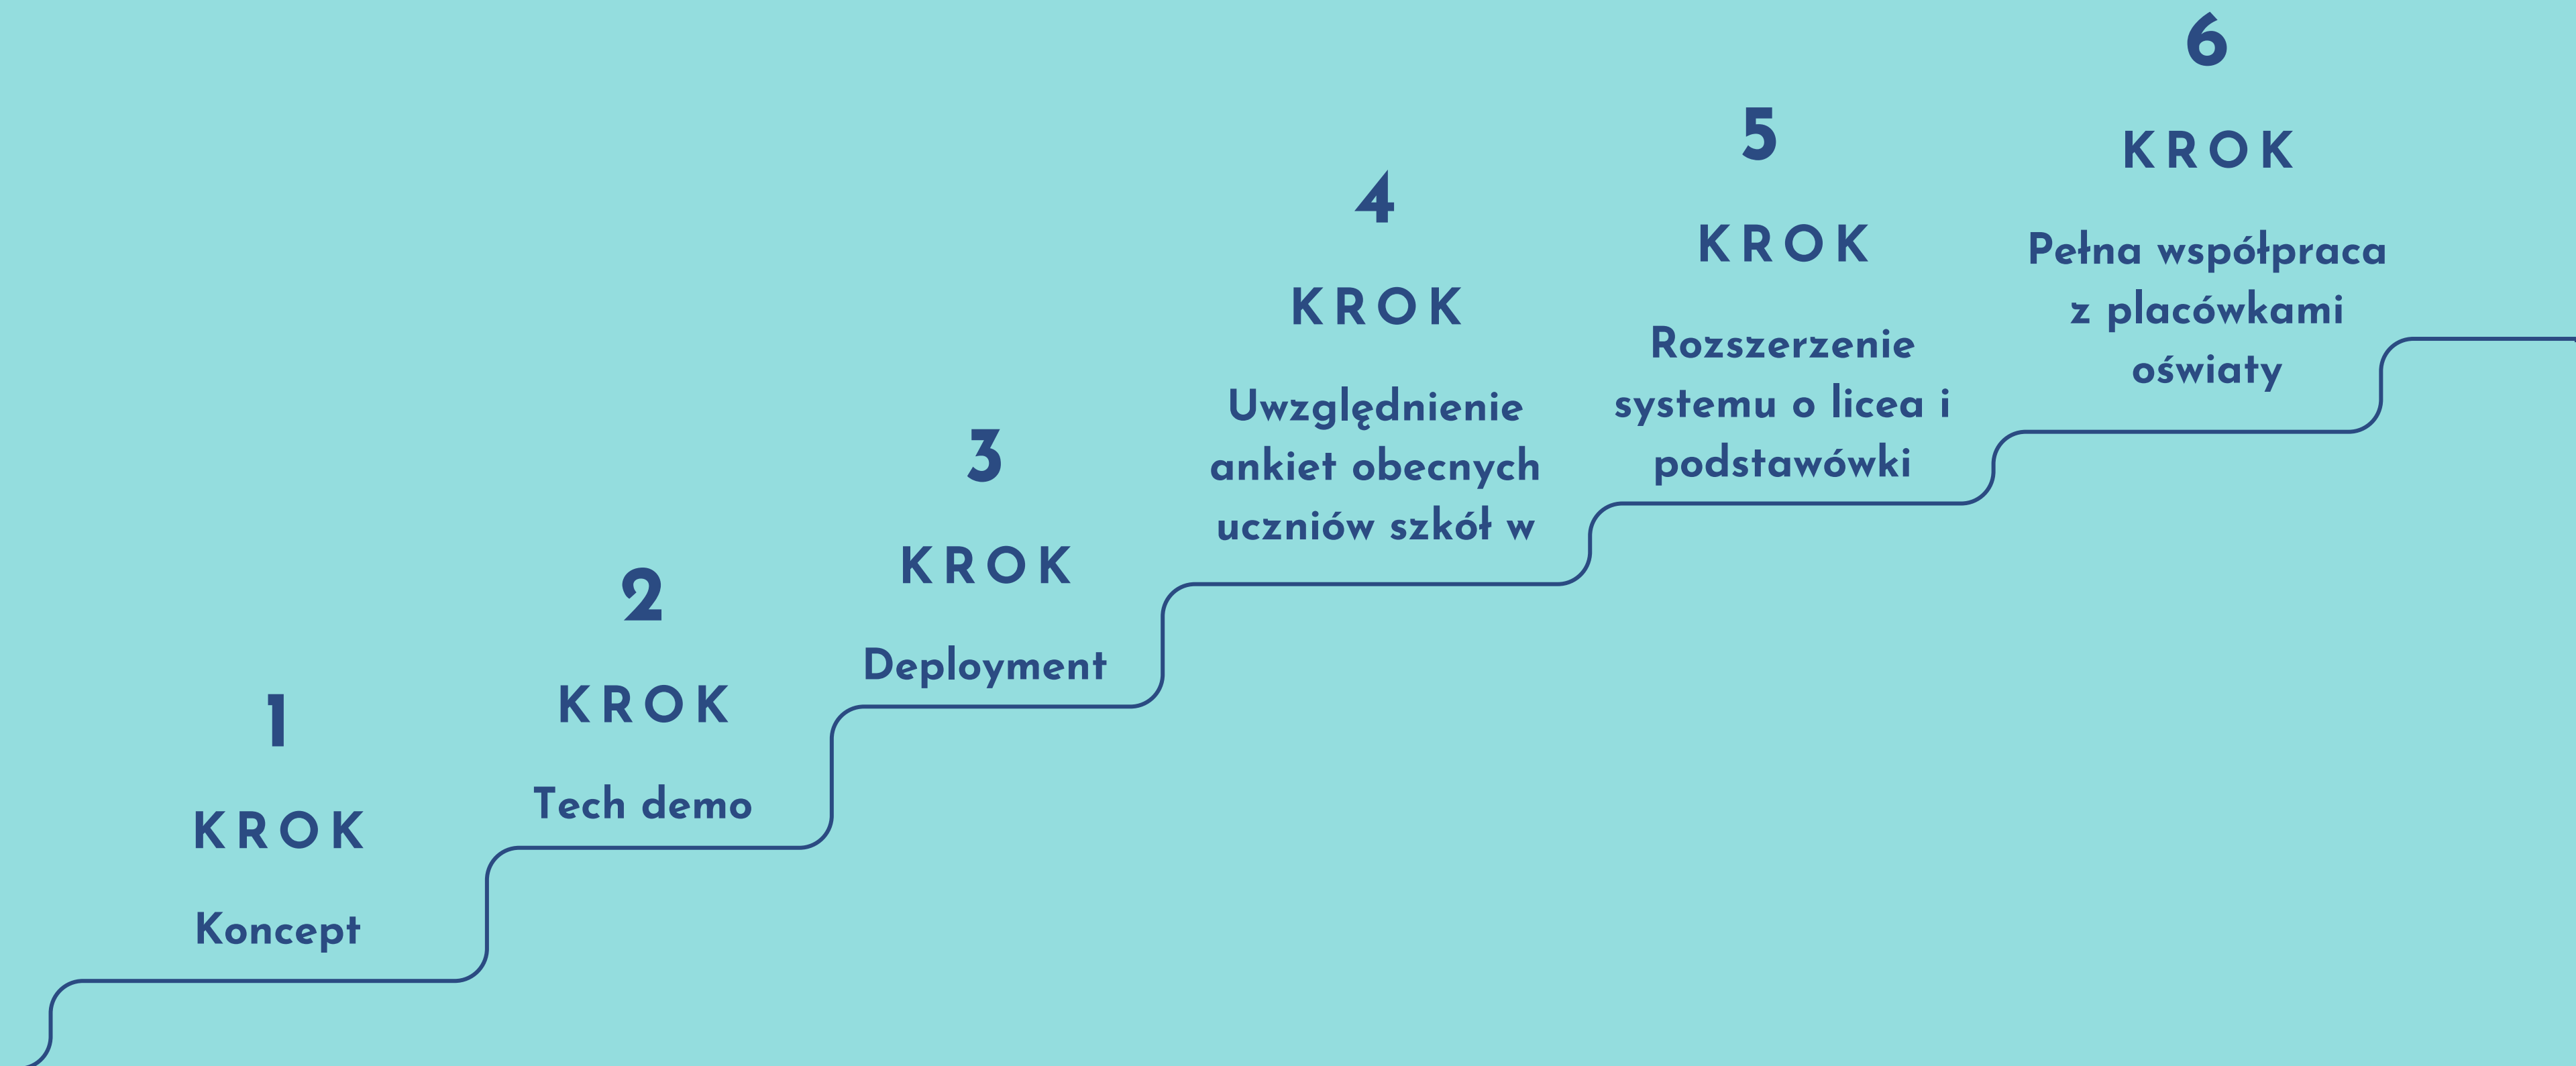 1
KROK
Koncept
2
KROK
Tech demo
3
KROK
Deployment
4
KROK
Uwzględnienie
ankiet obecnych
uczniów szkół w
5
KROK
Rozszerzenie
systemu o licea i
podstawówki
6
KROK
Pełna współpraca
z placówkami
oświaty